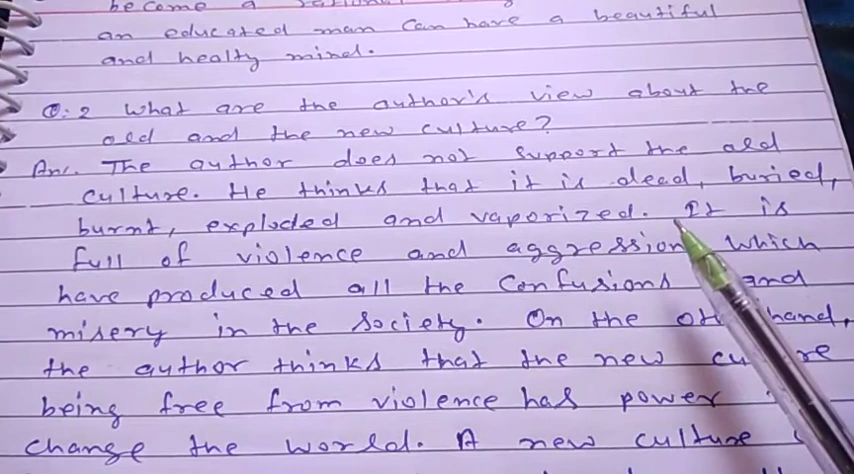 become a
an educated man can have a beautiful
and healty mind.
Q:2 What are the author's view about the
old and the new culture?
Ans. The author does not support the old
culture. He thinks that it is dead, buried,
burnt, exploded and vaporized. It is
full of violence and aggression which
have produced all the confusions and
misery in the society. On the hand,
the author thinks that the new
being free from violence has power
change the world. A new culture